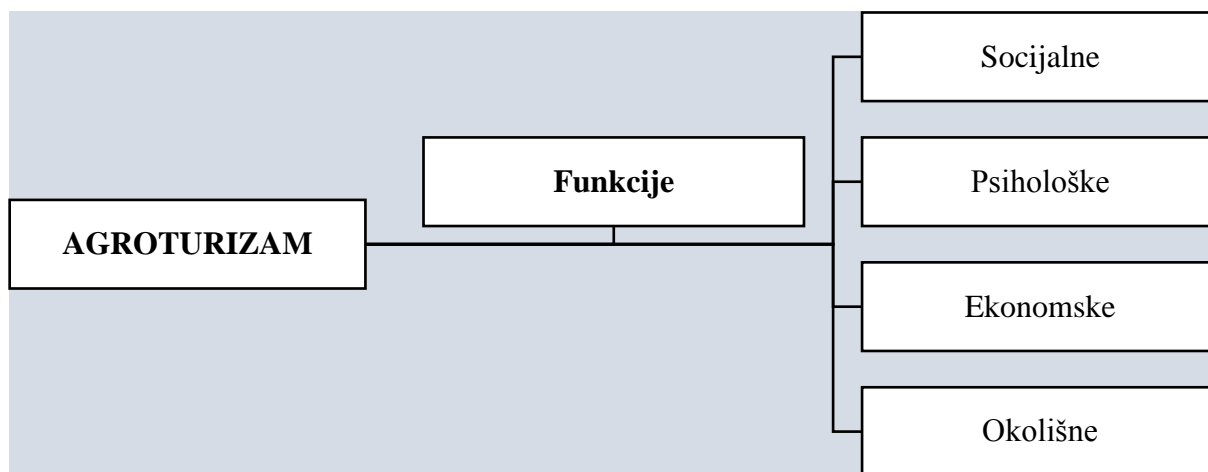 AGROTURIZAM
Funkcije
Socijalne
Psihološke
Ekonomske
Okolišne